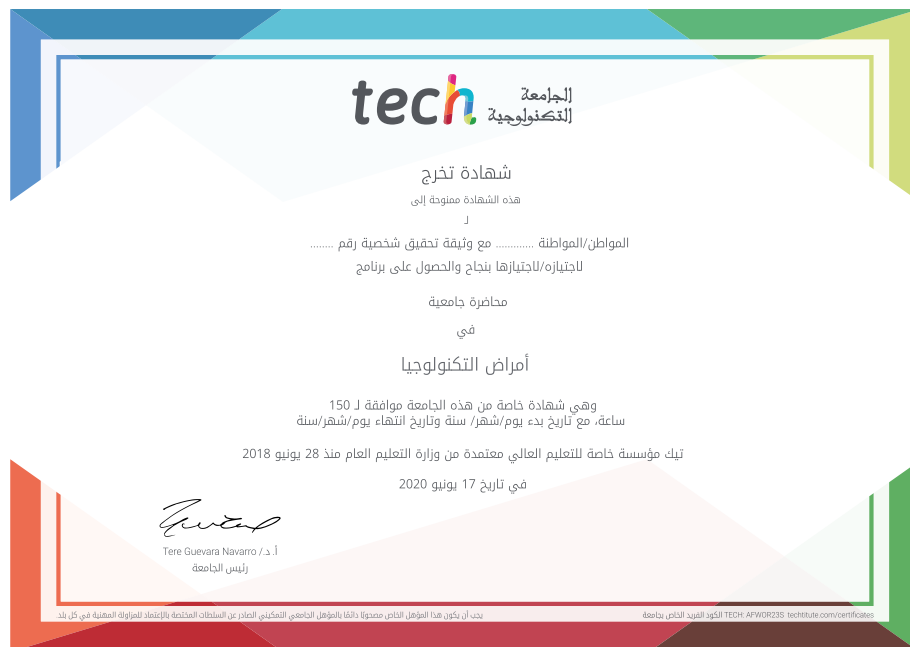 tech الجامعة
التكنولوجية
شهادة تخرج
هذه الشهادة ممنوحة إلى
لـ
المواطن/المواطنة ............. مع وثيقة تحقيق شخصية رقم ........
لاجتيازه/لاجتيازها بنجاح والحصول على برنامج
محاضرة جامعية
في
أمراض التكنولوجيا
وهي شهادة خاصة من هذه الجامعة موافقة لـ 150
ساعة، مع تاريخ بدء يوم/شهر/ سنة وتاريخ انتهاء يوم/شهر/سنة
تيك مؤسسة خاصة للتعليم العالي معتمدة من وزارة التعليم العام منذ 28 يونيو 2018
في تاريخ 17 يونيو 2020
أ.د./ Tere Guevara Navarro
رئيس الجامعة
يجب أن يكون هذا المؤهل الخاص مصحوبًا دائمًا بالمؤهل الجامعي التمكيني الصادر عن السلطات المختصة بالإعتماد للمزاولة المهنية في كل بلد.
الكود الفريد الخاص بجامعة TECH: AFWOR23S techtitute.com/certificates